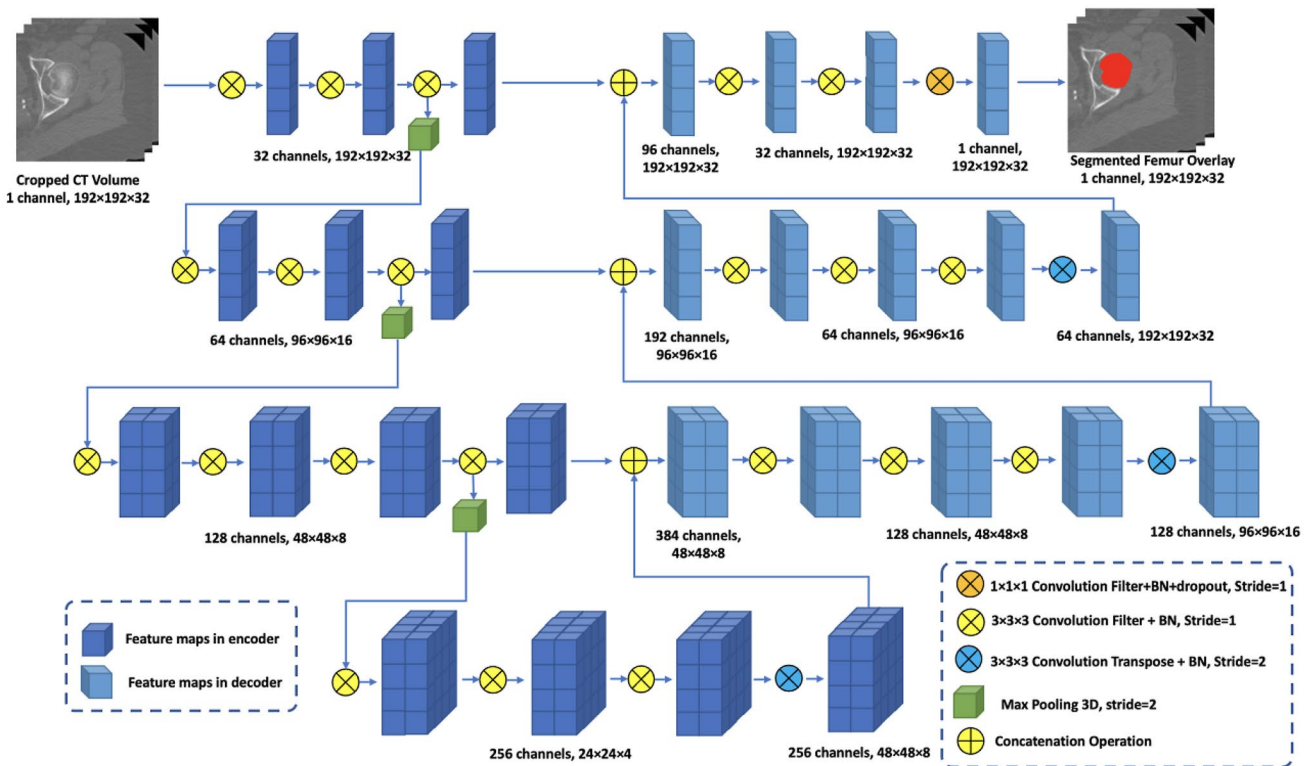 32 channels, 192×192×32
96 channels,
192×192×32
32 channels, 192×192×32
1 channel,
192×192×32
Segmented Femur Overlay
1 channel, 192×192×32
Cropped CT Volume
1 channel, 192×192×32
64 channels, 96×96×16
192 channels,
96×96×16
64 channels, 96×96×16
64 channels, 192×192×32
128 channels, 48×48×8
384 channels,
48×48×8
128 channels, 48×48×8
128 channels, 96×96×16
256 channels, 24×24×4
256 channels, 48×48×8
Feature maps in encoder
Feature maps in decoder
1×1×1 Convolution Filter+BN+dropout, Stride=1
3×3×3 Convolution Filter + BN, Stride=1
3×3×3 Convolution Transpose + BN, Stride=2
Max Pooling 3D, stride=2
Concatenation Operation